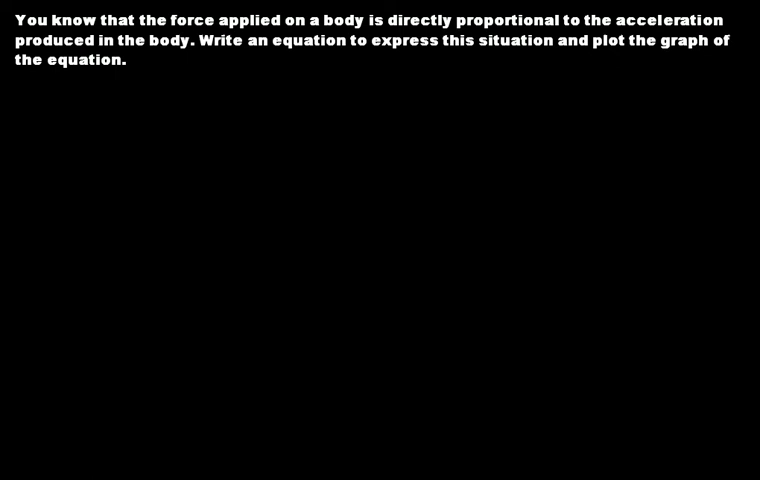 You know that the force applied on a body is directly proportional to the acceleration
produced in the body. Write an equation to express this situation and plot the graph of
the equation.